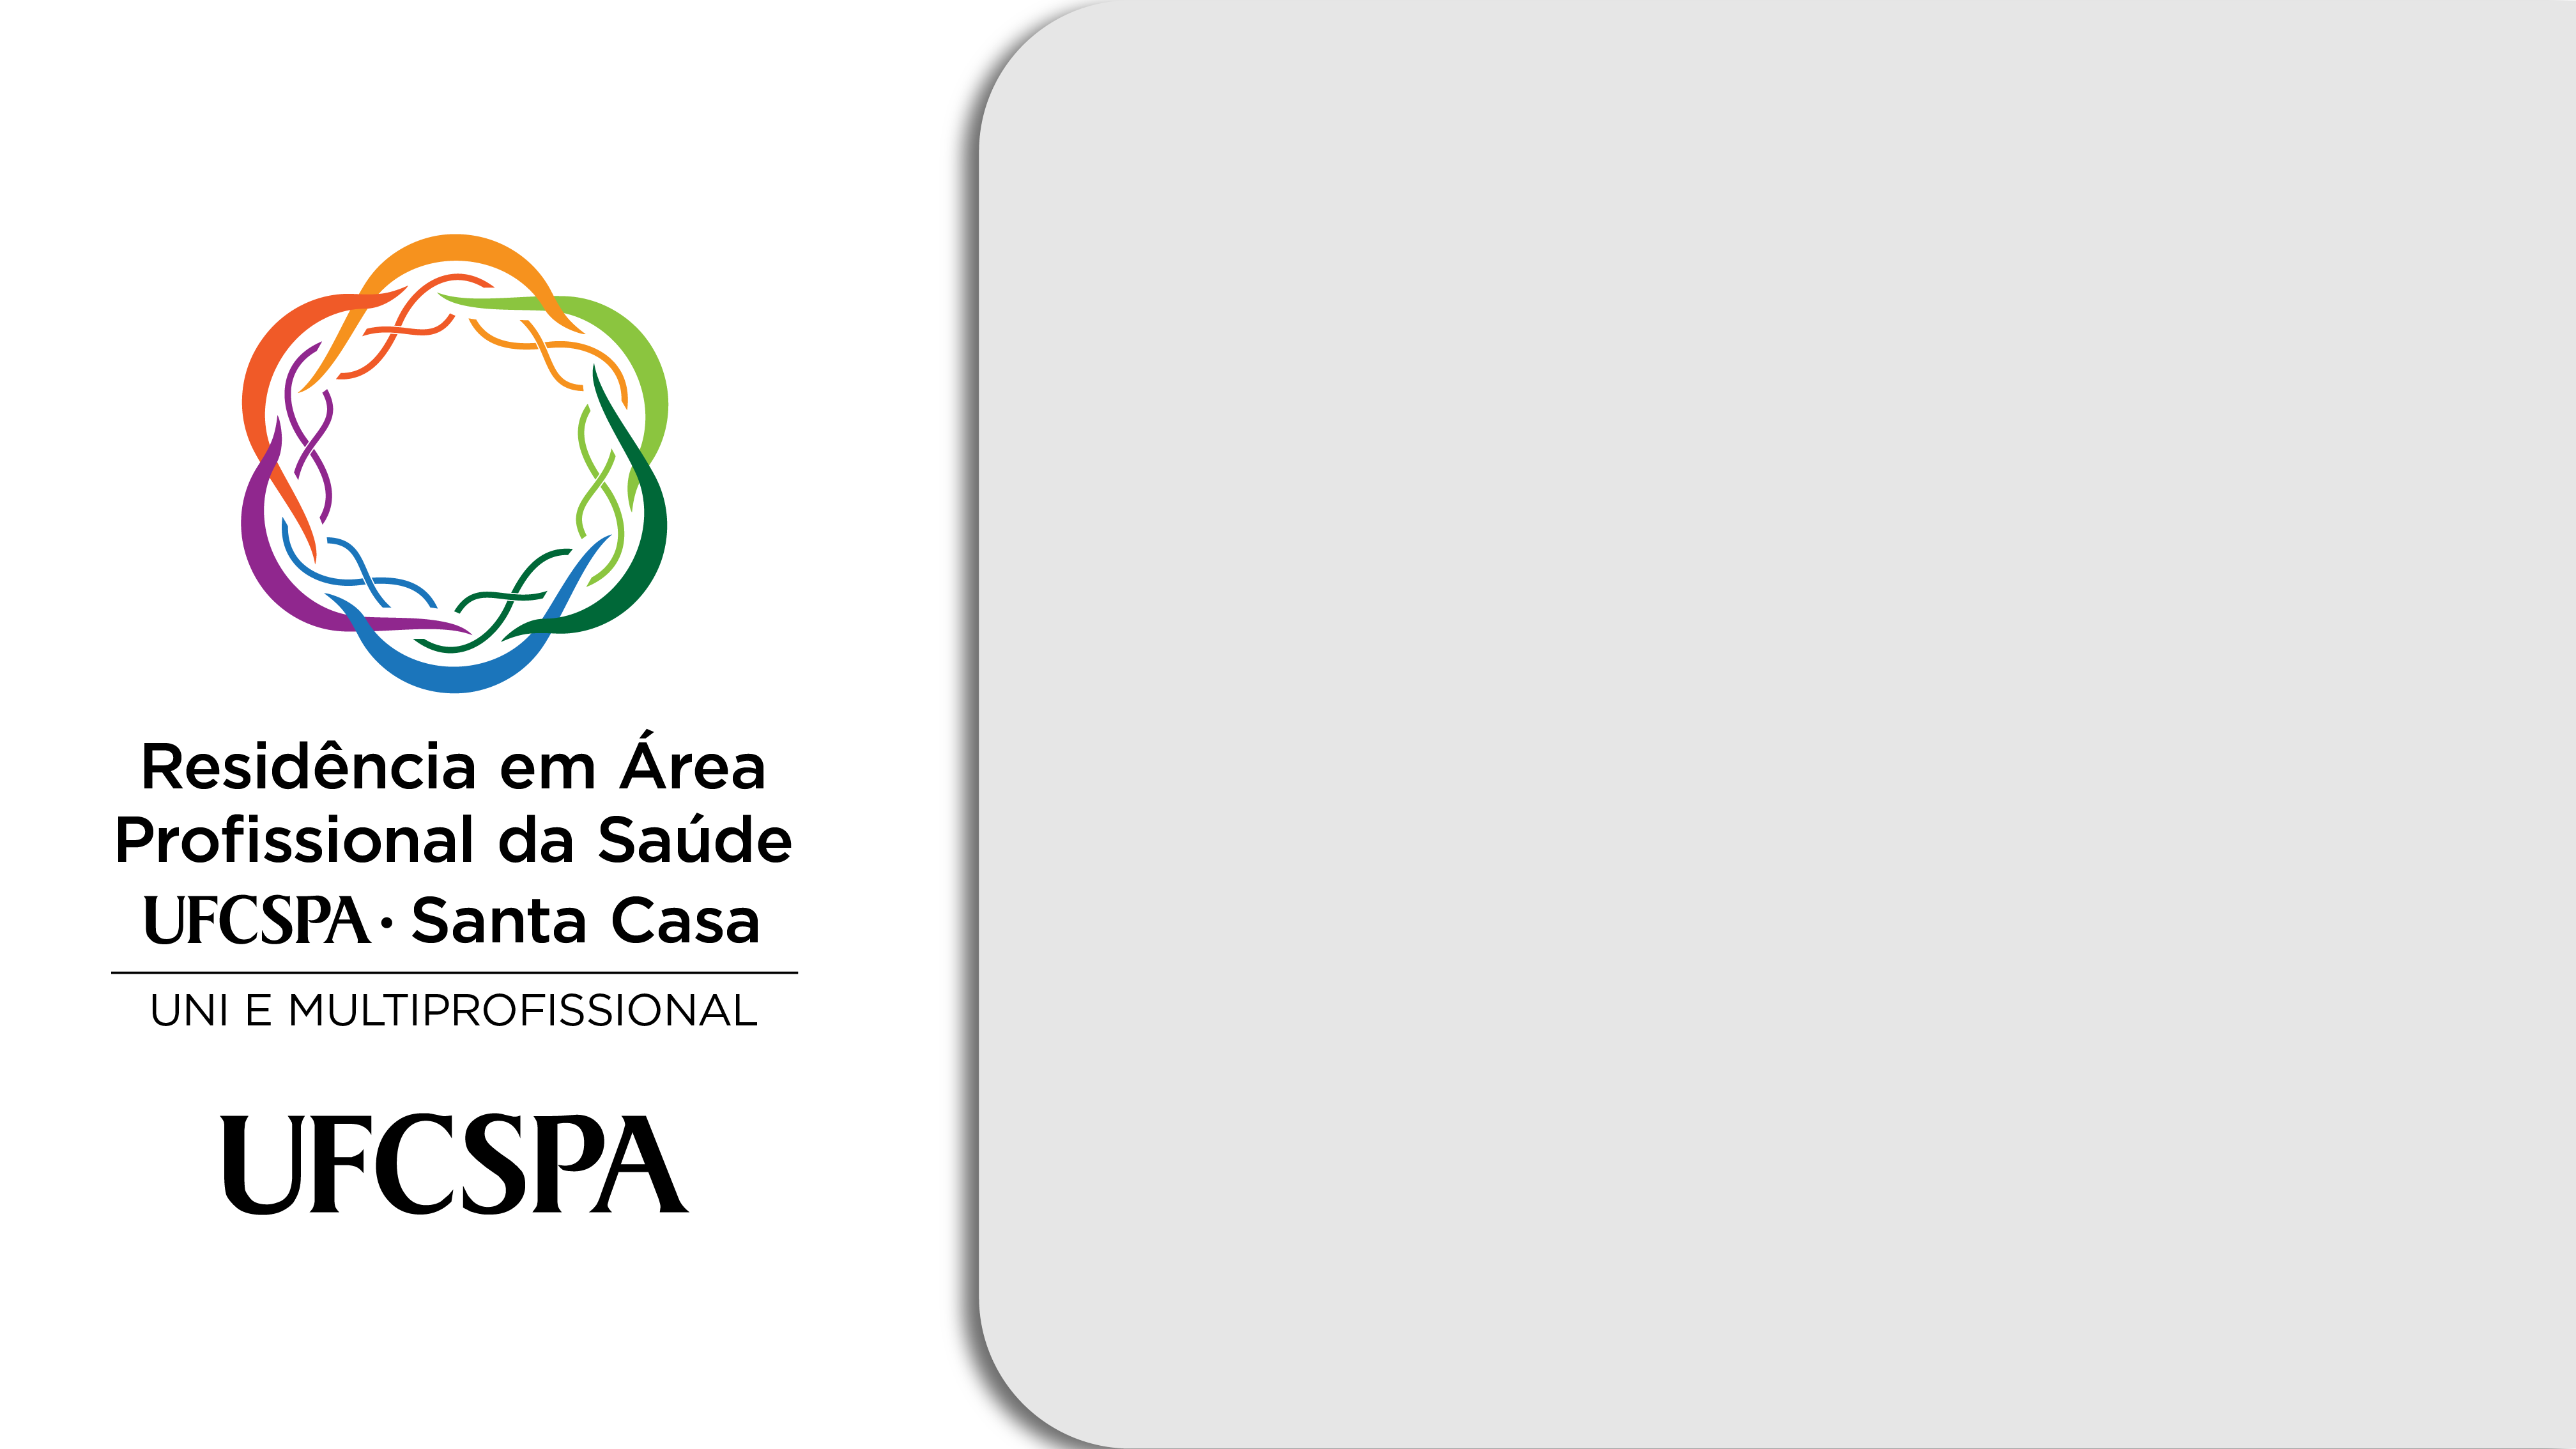 Residência em Área
Profissional da Saúde
UFCSPA · Santa Casa
UNI E MULTIPROFISSIONAL
UFCSPA